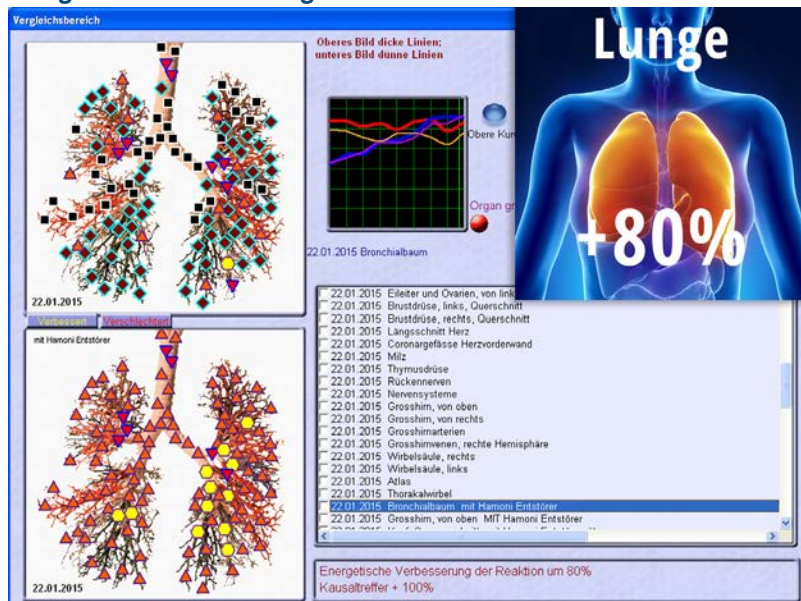 Vergleichsbereich
Oberes Bild dicke Linien;
unteres Bild dünne Linien
Lunge
+80%
Obere Kur
Organ gr
22.01.2015 Bronchialbaum
22.01.2015
Verbessert
Verschlechtert
mit Hamoni Entstörer
22.01.2015
22.01.2015 Eileiter und Ovarien, von link
22.01.2015 Brustdrüse, links, Querschnitt
22.01.2015 Brustdrüse, rechts, Querschnitt
22.01.2015 Längsschnitt Herz
22.01.2015 Coronargefässe Herzvorderwand
22.01.2015 Milz
22.01.2015 Thymusdrüse
22.01.2015 Rückennerven
22.01.2015 Nervensysteme
22.01.2015 Grosshirn, von oben
22.01.2015 Grosshirn, von rechts
22.01.2015 Grosshirnarterien
22.01.2015 Grosshirnvenen, rechte Hemisphäre
22.01.2015 Wirbelsäule, rechts
22.01.2015 Wirbelsäule, links
22.01.2015 Atlas
22.01.2015 Thorakalwirbel
22.01.2015 Bronchialbaum mit Hamoni Entstörer
22.01.2015 Grosshirn, von oben MIT Hamoni Entstörer
Energetische Verbesserung der Reaktion um 80%
Kausaltreffer + 100%